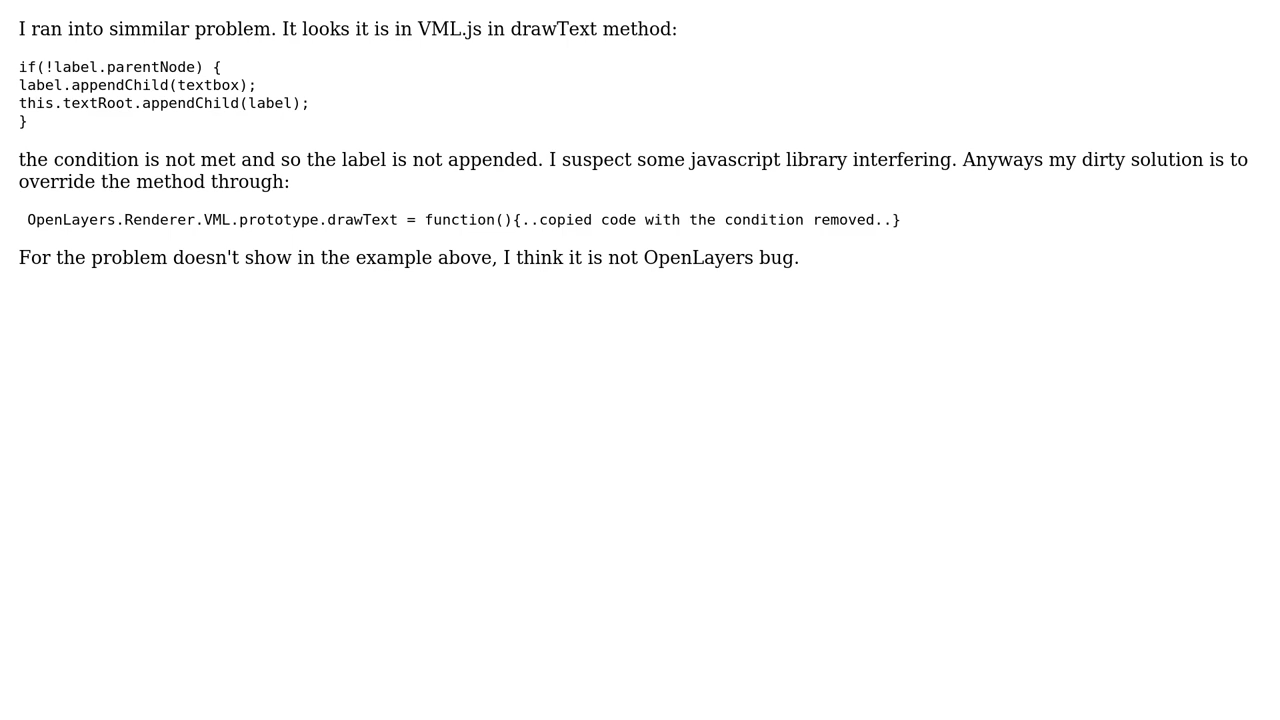 I ran into simmilar problem. It looks it is in VML.js in drawText method:
if(!label.parentNode) {
label.appendChild(textbox);
this.textRoot.appendChild(label);
}
the condition is not met and so the label is not appended. I suspect some javascript library interfering. Anyways my dirty solution is to
override the method through:
OpenLayers.Renderer.VML.prototype.drawText = function(){..copied code with the condition removed..}
For the problem doesn't show in the example above, I think it is not OpenLayers bug.